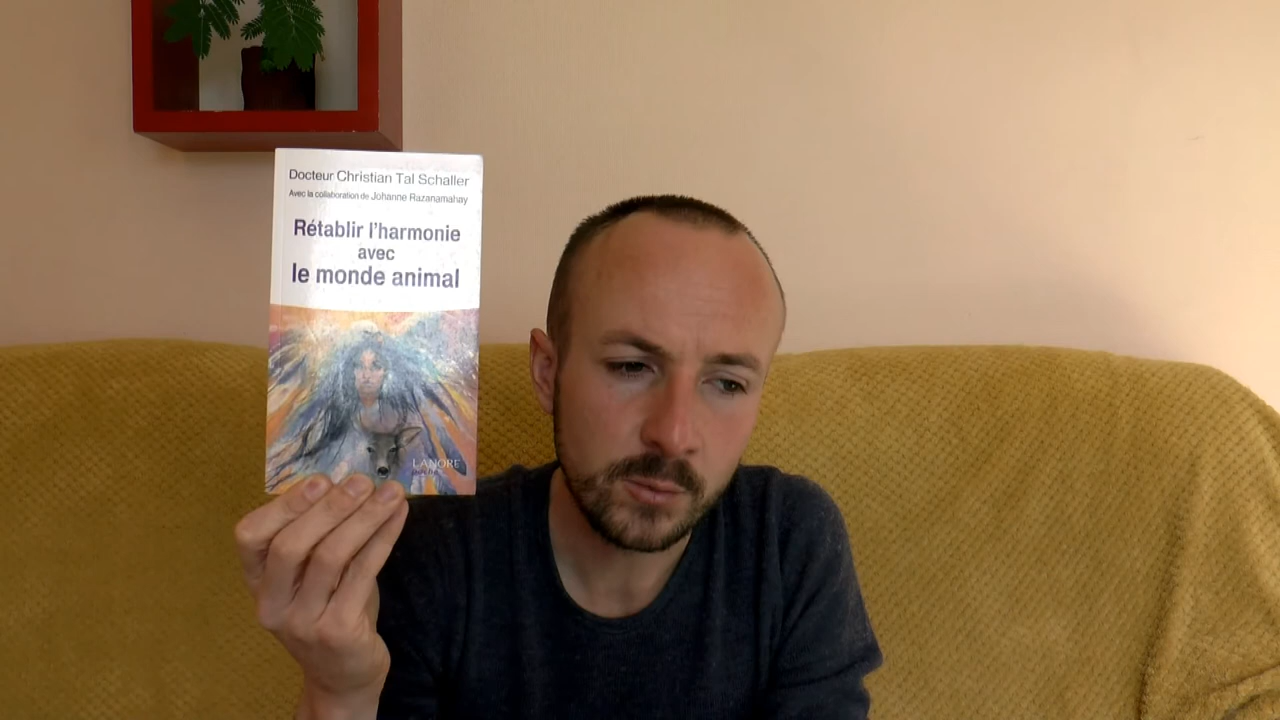 Docteur Christian Tal Schaller
Avec la collaboration de Johanne Razanamahay
Rétablir l'harmonie
avec
le monde animal
LANORE